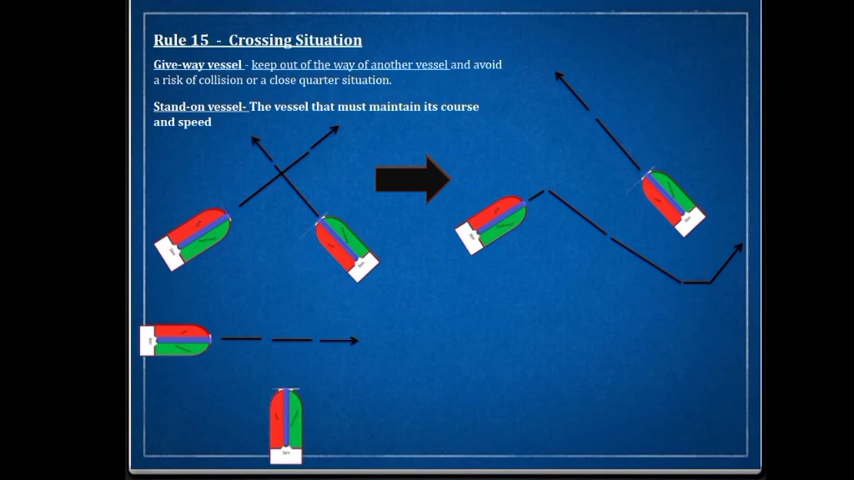 Rule 15 - Crossing Situation
Give-way vessel - keep out of the way of another vessel and avoid
a risk of collision or a close quarter situation.
Stand-on vessel- The vessel that must maintain its course
and speed